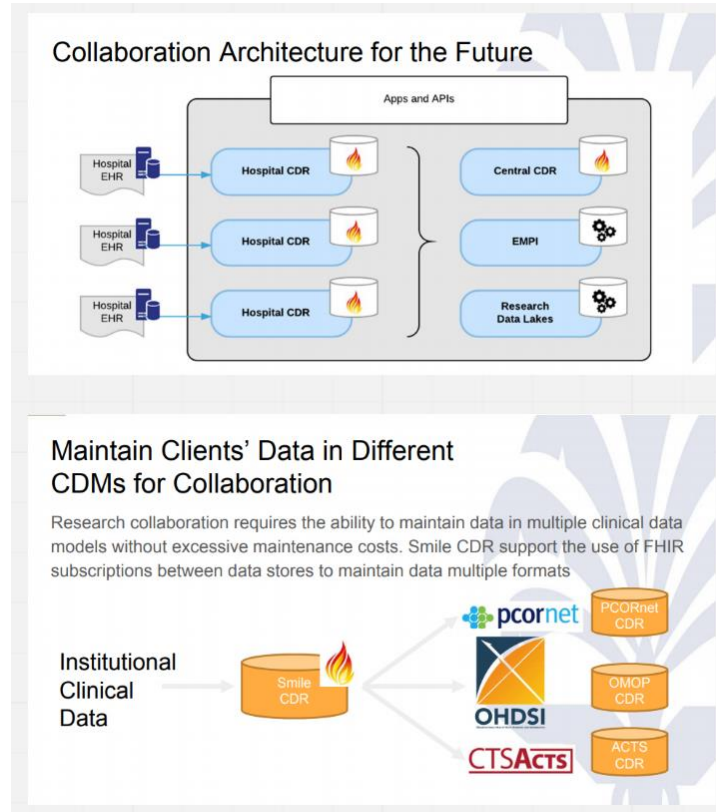 Collaboration Architecture for the Future
Apps and APIs
Hospital
EHR
Hospital CDR
Central CDR
Hospital
EHR
Hospital CDR
EMPI
Hospital
EHR
Hospital CDR
Research
Data Lakes
Maintain Clients' Data in Different
CDMs for Collaboration
Research collaboration requires the ability to maintain data in multiple clinical data
models without excessive maintenance costs. Smile CDR support the use of FHIR
subscriptions between data stores to maintain data multiple formats
Institutional
Clinical
Data
Smile
CDR
pcornet
PCORnet
CDR
OHDSI
OMOP
CDR
CTSACTS
ACTS
CDR